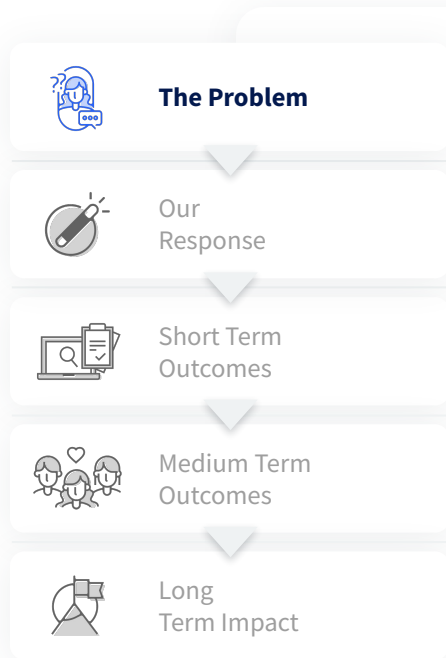 ??
The Problem
Our
Response
Short Term
Outcomes
Medium Term
Outcomes
Long
Term Impact